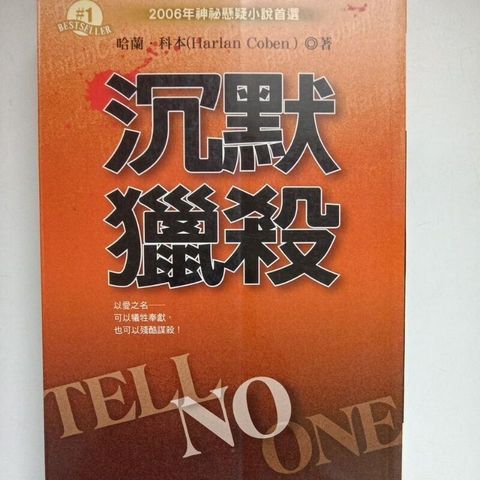 #1
BESTSELLER
2006年神祕懸疑小說首選
哈蘭．科本(Harlan Coben)◎著
沉默
獵殺
以愛之名——
可以犧牲奉獻，
也可以殘酷謀殺！
TELL
NO
ONE